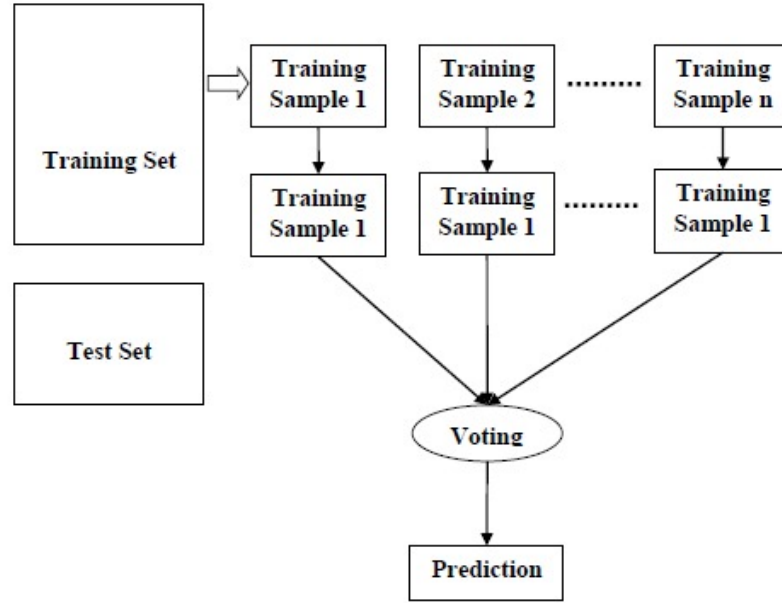 Training
Sample 1
Training
Sample 2
Training
Sample n
Training Set
Training
Sample 1
Training
Sample 1
Training
Sample 1
Test Set
Voting
Prediction